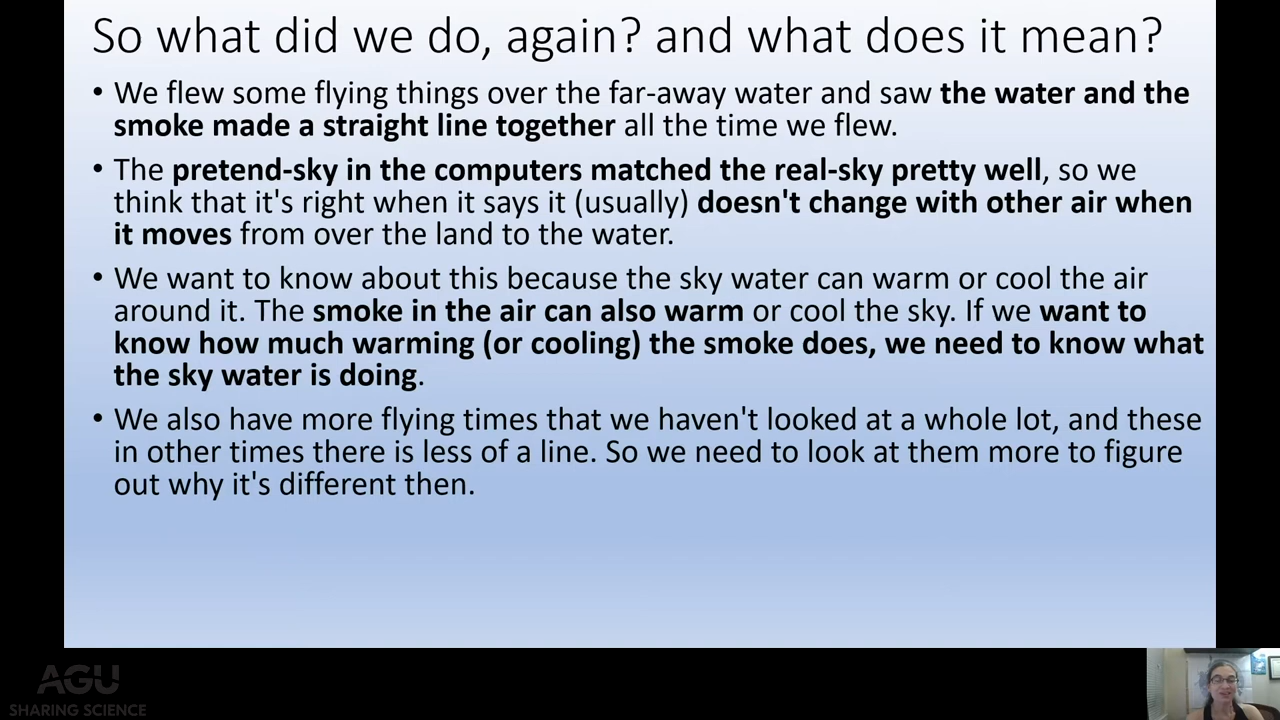 So what did we do, again? and what does it mean?
• We flew some flying things over the far-away water and saw the water and the
smoke made a straight line together all the time we flew.
• The pretend-sky in the computers matched the real-sky pretty well, so we
think that it's right when it says it (usually) doesn't change with other air when
it moves from over the land to the water.
• We want to know about this because the sky water can warm or cool the air
around it. The smoke in the air can also warm or cool the sky. If we want to
know how much warming (or cooling) the smoke does, we need to know what
the sky water is doing.
• We also have more flying times that we haven't looked at a whole lot, and these
in other times there is less of a line. So we need to look at them more to figure
out why it's different then.
AGU
SHARING SCIENCE